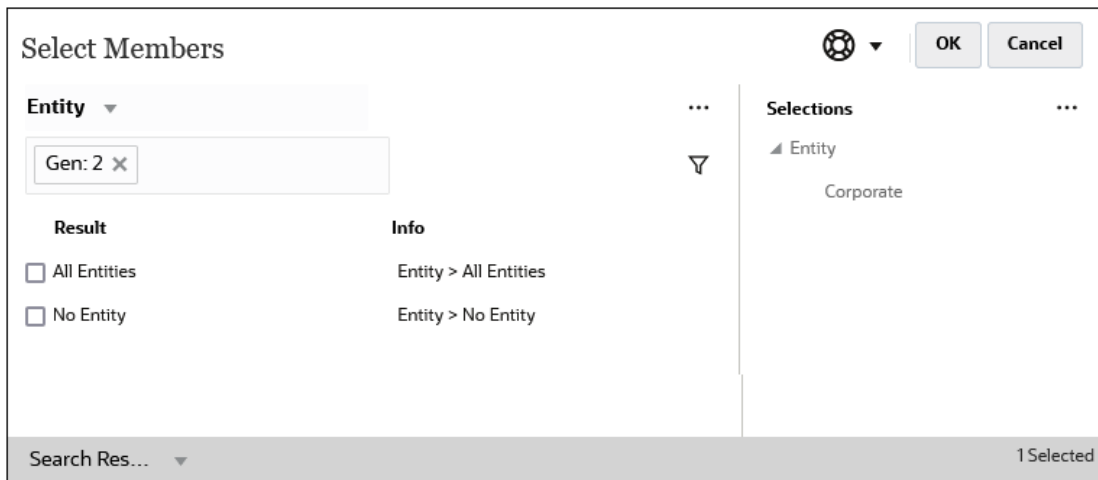 Select Members
OK
Cancel
Entity
...
Selections
...
Gen: 2
Entity
Corporate
Result Info
All Entities Entity > All Entities
No Entity Entity > No Entity
Search Res...
1 Selected